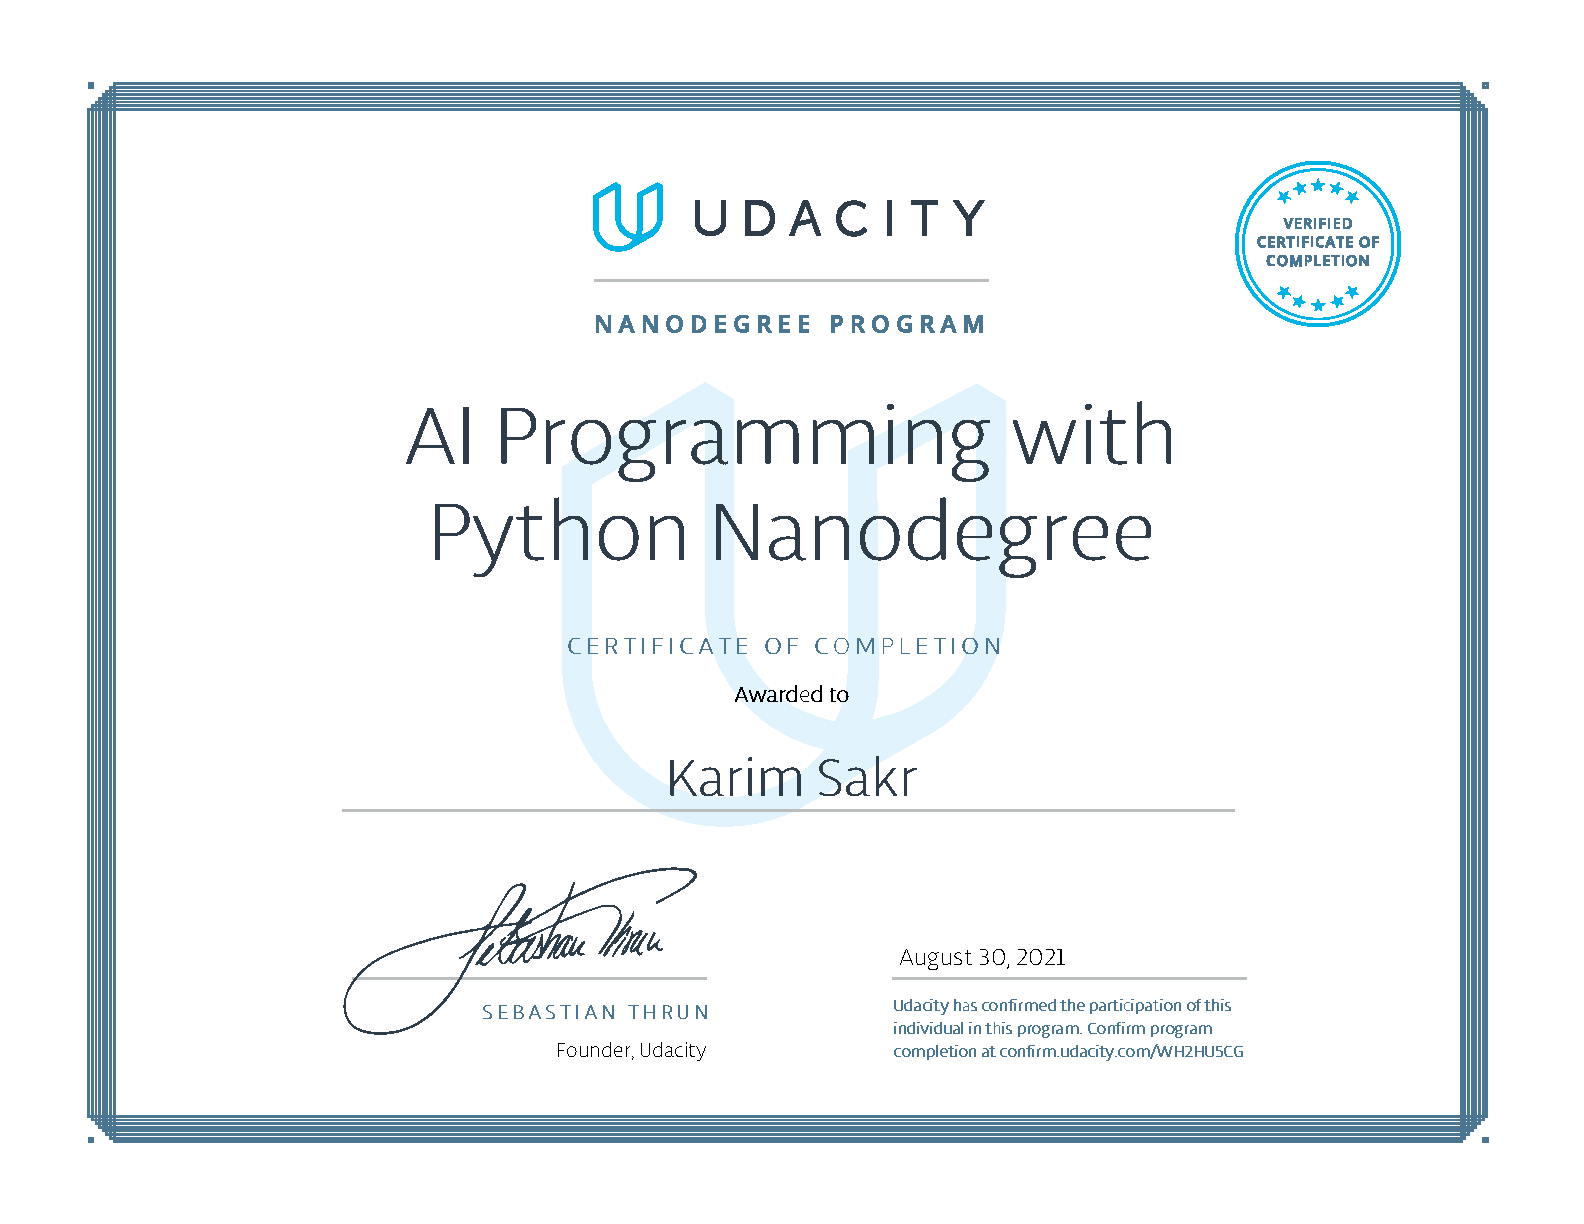 UDACITY
VERIFIED
CERTIFICATE OF
COMPLETION
NANODEGREE PROGRAM
AI Programming with
Python Nanodegree
CERTIFICATE OF COMPLETION
Awarded to
Karim Sakr
Sebastian Thrun
August 30, 2021
SEBASTIAN THRUN
Founder, Udacity
Udacity has confirmed the participation of this
individual in this program. Confirm program
completion at confirm.udacity.com/WH2HU5CG